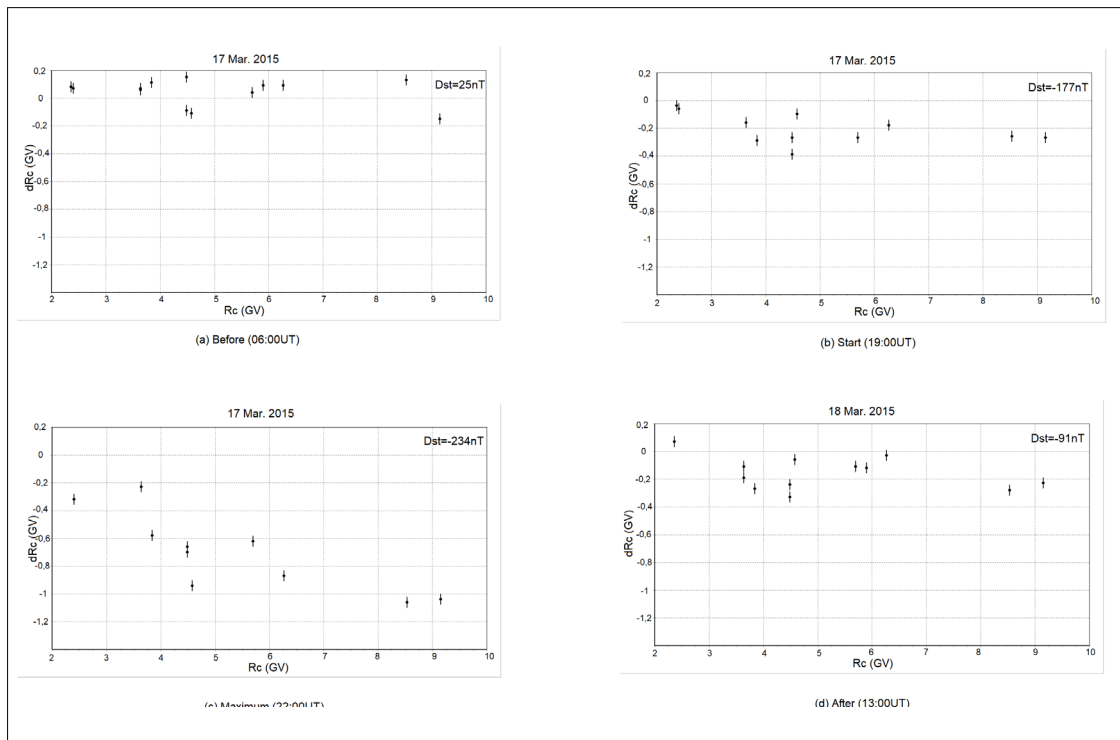 17 Mar. 2015
Dst=25nT
dRc (GV)
0,2
0
-0,2
-0,4
-0,6
-0,8
-1
-1,2
2 3 4 5 6 7 8 9 10
Rc (GV)
(a) Before (06:00UT)
17 Mar. 2015
Dst=-177nT
dRc (GV)
0,2
0
-0,2
-0,4
-0,6
-0,8
-1
-1,2
2 3 4 5 6 7 8 9 10
Rc (GV)
(b) Start (19:00UT)
17 Mar. 2015
Dst=-234nT
dRc (GV)
0,2
0
-0,2
-0,4
-0,6
-0,8
-1
-1,2
2 3 4 5 6 7 8 9 10
Rc (GV)
(c) Maximum (22:00UT)
18 Mar. 2015
Dst=-91nT
dRc (GV)
0,2
0
-0,2
-0,4
-0,6
-0,8
-1
-1,2
2 3 4 5 6 7 8 9 10
Rc (GV)
(d) After (13:00UT)